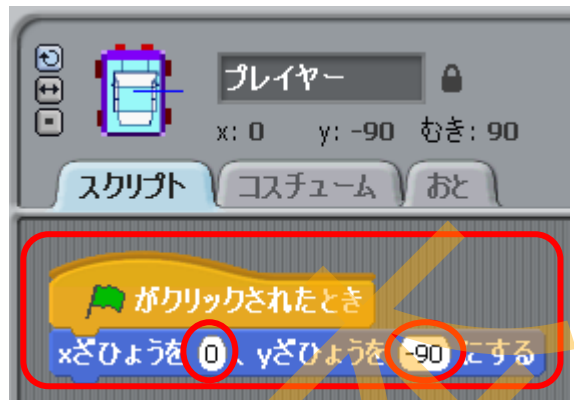 プレイヤー
x: 0 y: -90 むき: 90
スクリプト コスチューム おと
がクリックされたとき
xざひょうを 0 、yざひょうを -90 にする